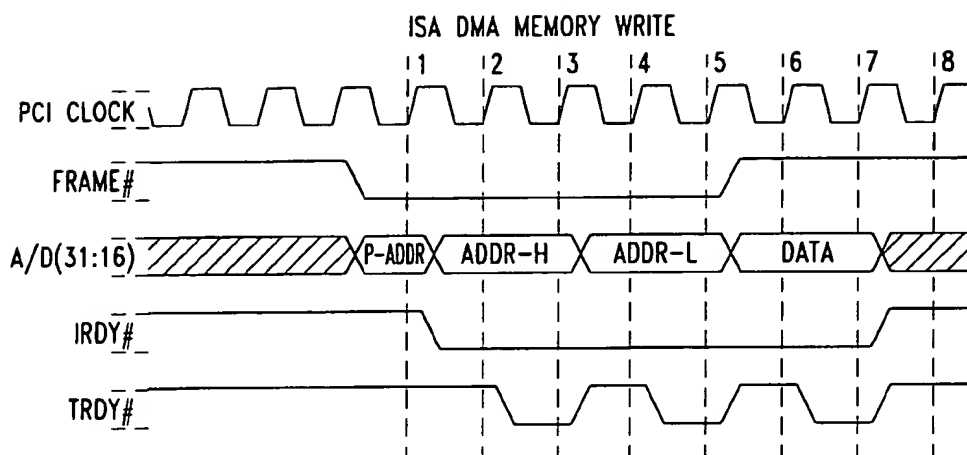 ISA DMA MEMORY WRITE
1 2 3 4 5 6 7 8
PCI CLOCK
FRAME#
A/D(31:16) P-ADDR ADDR-H ADDR-L DATA
IRDY#
TRDY#